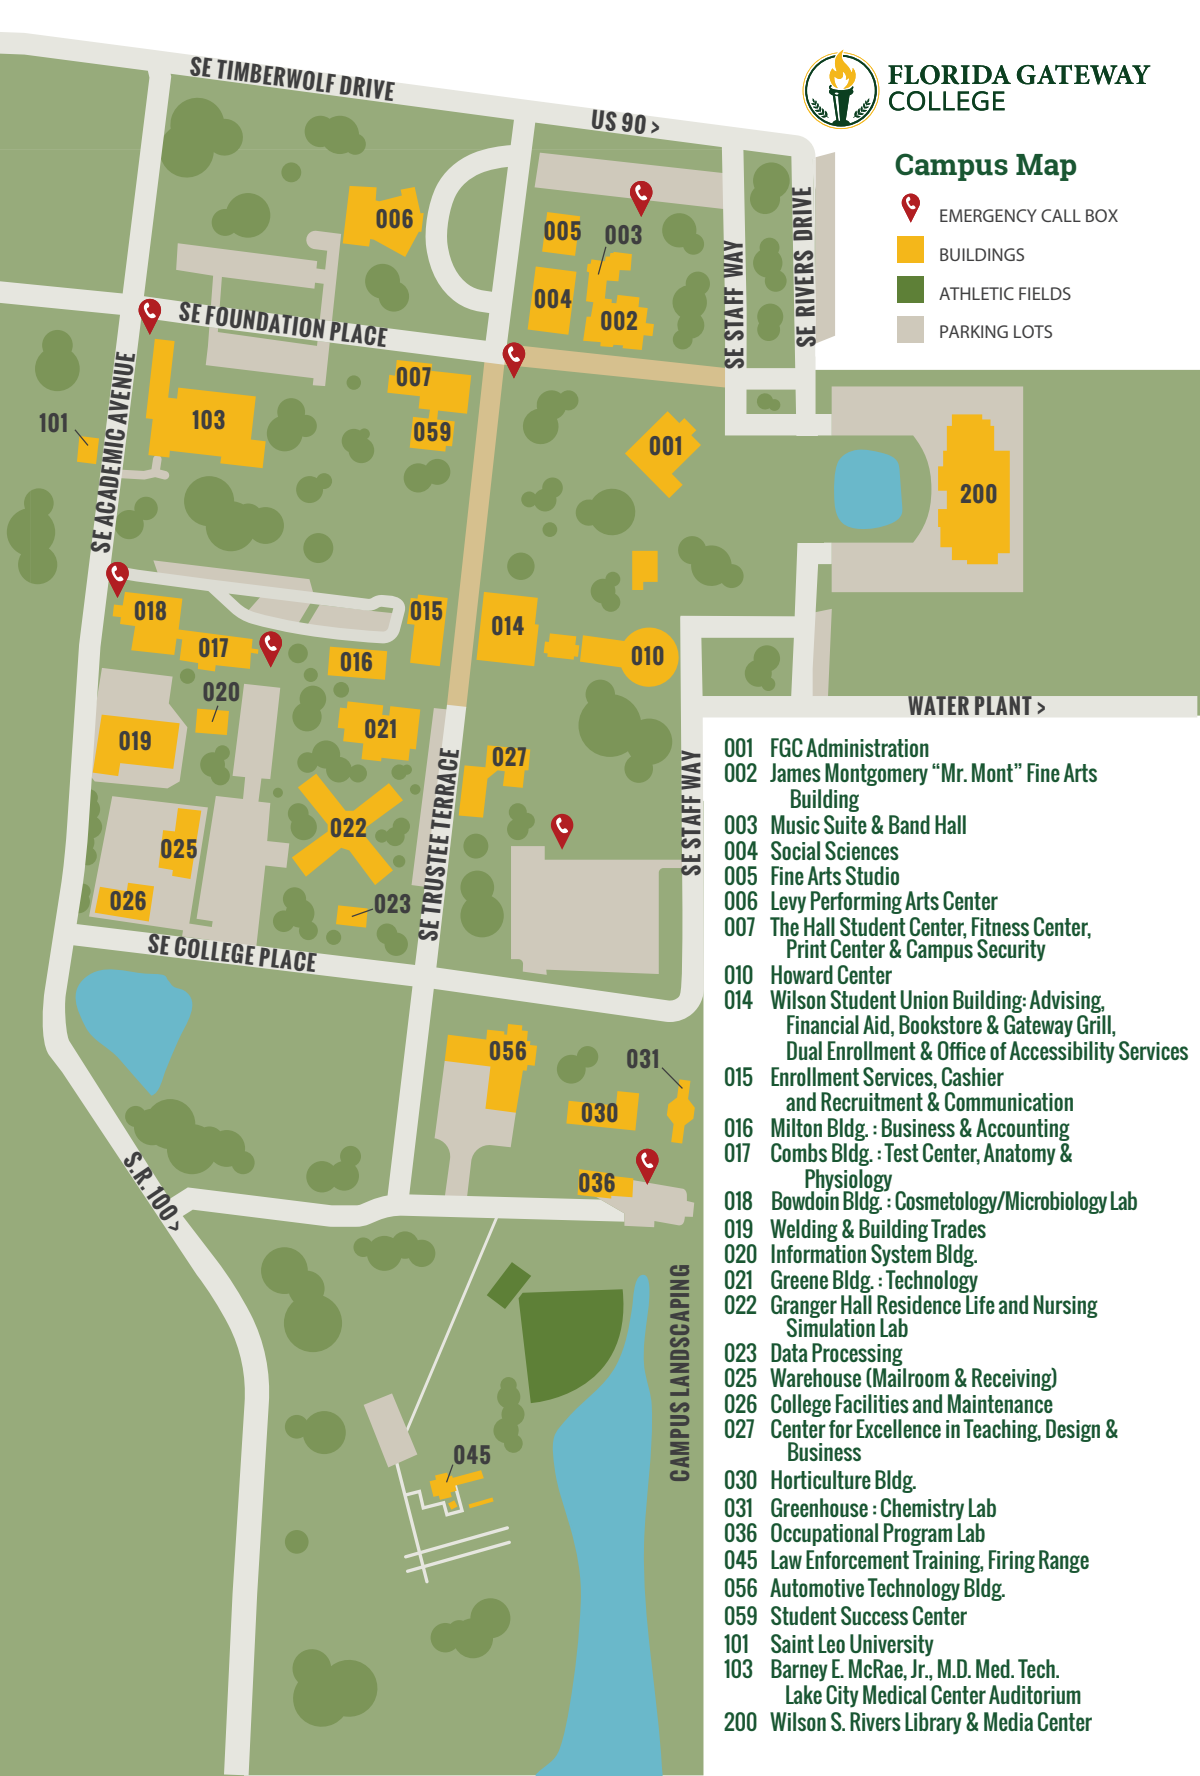 SE TIMBERWOLF DRIVE
US 90 >
FLORIDA GATEWAY
COLLEGE
Campus Map
EMERGENCY CALL BOX
BUILDINGS
ATHLETIC FIELDS
PARKING LOTS
006
005
003
004
002
SE STAFF WAY
SE RIVERS DRIVE
SE FOUNDATION PLACE
SE ACADEMIC AVENUE
007
059
101
103
001
200
018
017
016
015
014
010
020
019
021
027
WATER PLANT >
SE STAFF WAY
SE TRUSTEE TERRACE
022
025
026
023
SE COLLEGE PLACE
056
031
030
036
S.R. 100 >
CAMPUS LANDSCAPING
045
001 FGC Administration
002 James Montgomery “Mr. Mont” Fine Arts
Building
003 Music Suite & Band Hall
004 Social Sciences
005 Fine Arts Studio
006 Levy Performing Arts Center
007 The Hall Student Center, Fitness Center,
Print Center & Campus Security
010 Howard Center
014 Wilson Student Union Building: Advising,
Financial Aid, Bookstore & Gateway Grill,
Dual Enrollment & Office of Accessibility Services
015 Enrollment Services, Cashier
and Recruitment & Communication
016 Milton Bldg. : Business & Accounting
017 Combs Bldg. : Test Center, Anatomy &
Physiology
018 Bowdoin Bldg. : Cosmetology/Microbiology Lab
019 Welding & Building Trades
020 Information System Bldg.
021 Greene Bldg. : Technology
022 Granger Hall Residence Life and Nursing
Simulation Lab
023 Data Processing
025 Warehouse (Mailroom & Receiving)
026 College Facilities and Maintenance
027 Center for Excellence in Teaching, Design &
Business
030 Horticulture Bldg.
031 Greenhouse : Chemistry Lab
036 Occupational Program Lab
045 Law Enforcement Training, Firing Range
056 Automotive Technology Bldg.
059 Student Success Center
101 Saint Leo University
103 Barney E. McRae, Jr., M.D. Med. Tech.
Lake City Medical Center Auditorium
200 Wilson S. Rivers Library & Media Center